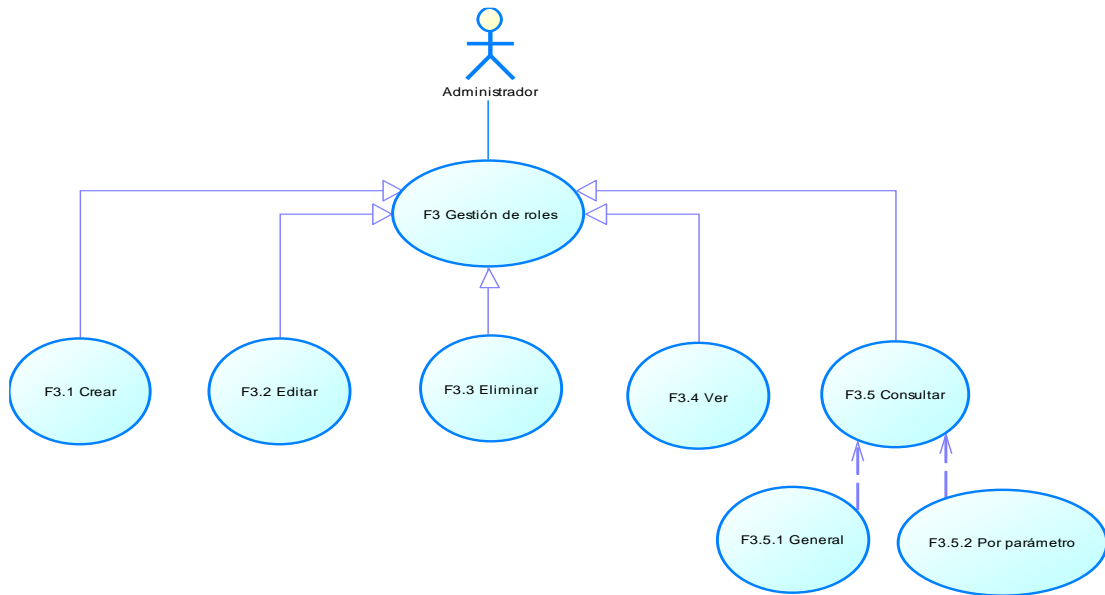 Administrador
F3 Gestión de roles
F3.1 Crear
F3.2 Editar
F3.3 Eliminar
F3.4 Ver
F3.5 Consultar
F3.5.1 General
F3.5.2 Por parámetro